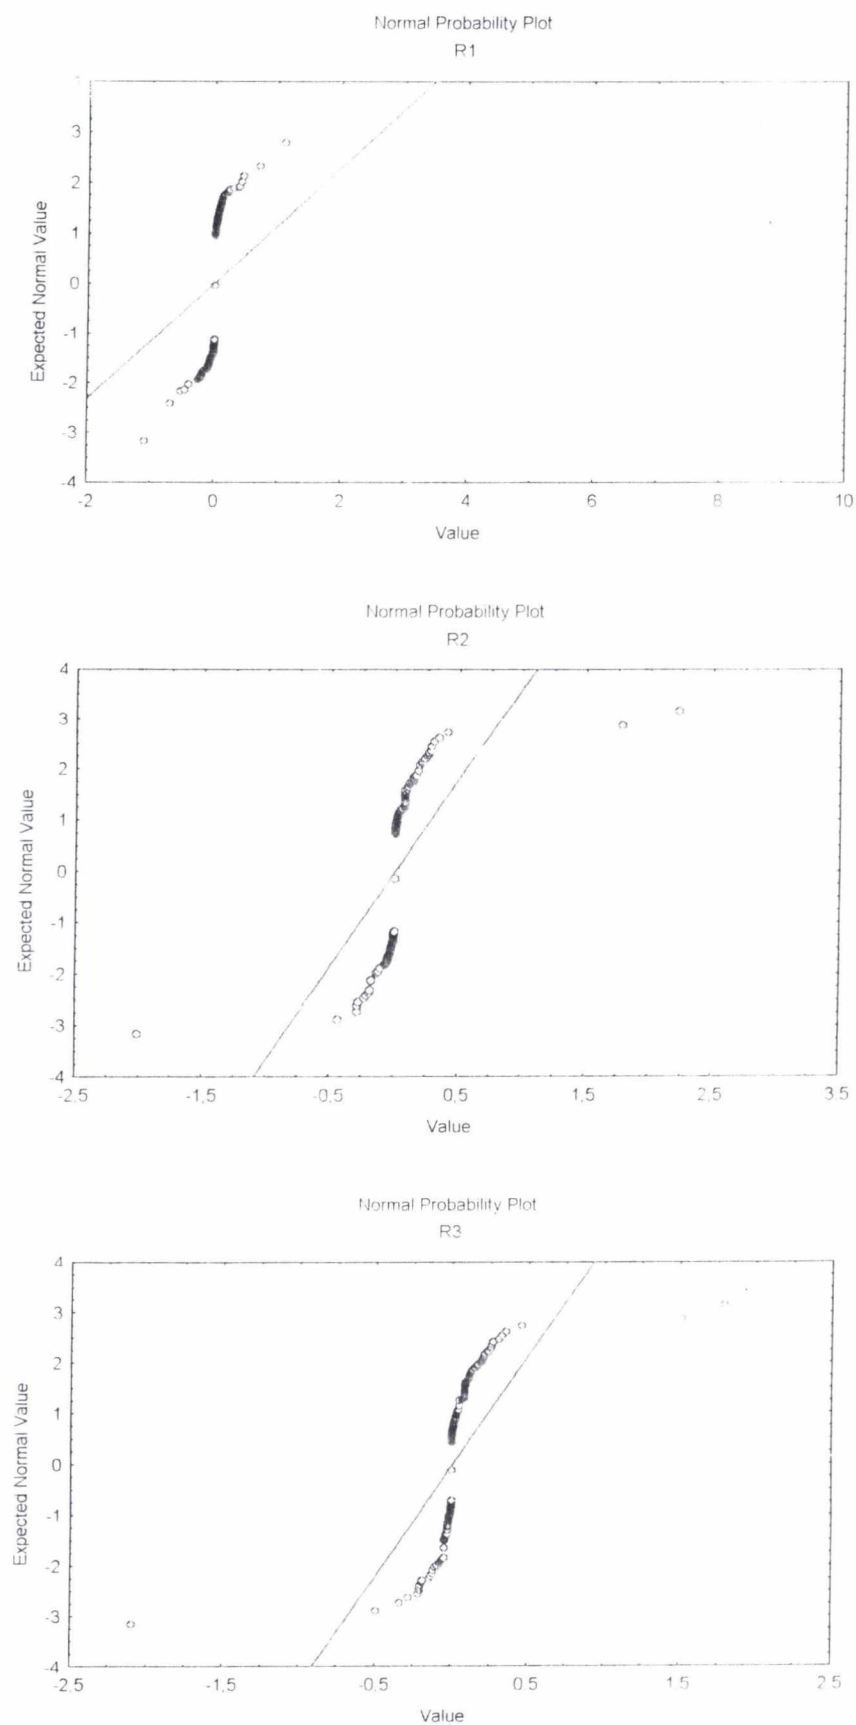 Normal Probability Plot
R1
3
2
1
0
-1
-2
-3
-4
Expected Normal Value
-2 0 2 4 6 8 10
Value
Normal Probability Plot
R2
4
3
2
1
0
-1
-2
-3
-4
Expected Normal Value
-2,5 -1,5 -0,5 0,5 1,5 2,5 3,5
Value
Normal Probability Plot
R3
4
3
2
1
0
-1
-2
-3
-4
Expected Normal Value
-2,5 -1,5 -0,5 0,5 1,5 2,5
Value